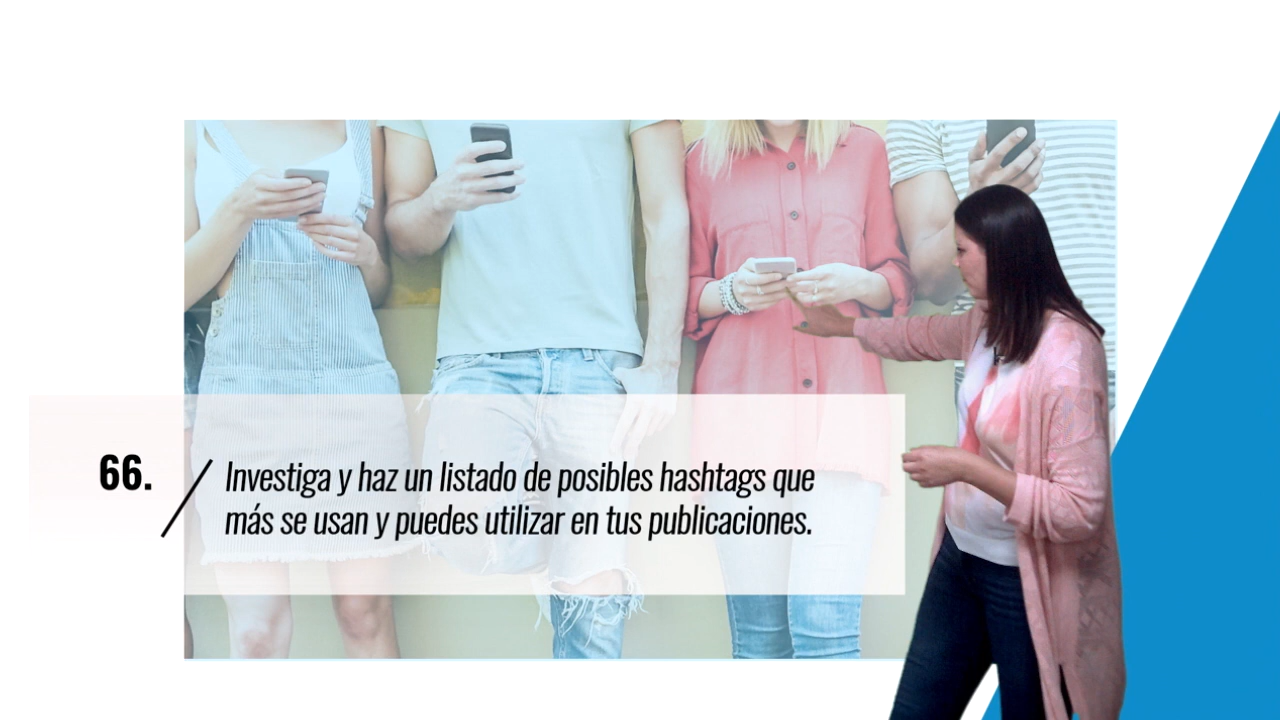 66.
Investiga y haz un listado de posibles hashtags que
más se usan y puedes utilizar en tus publicaciones.